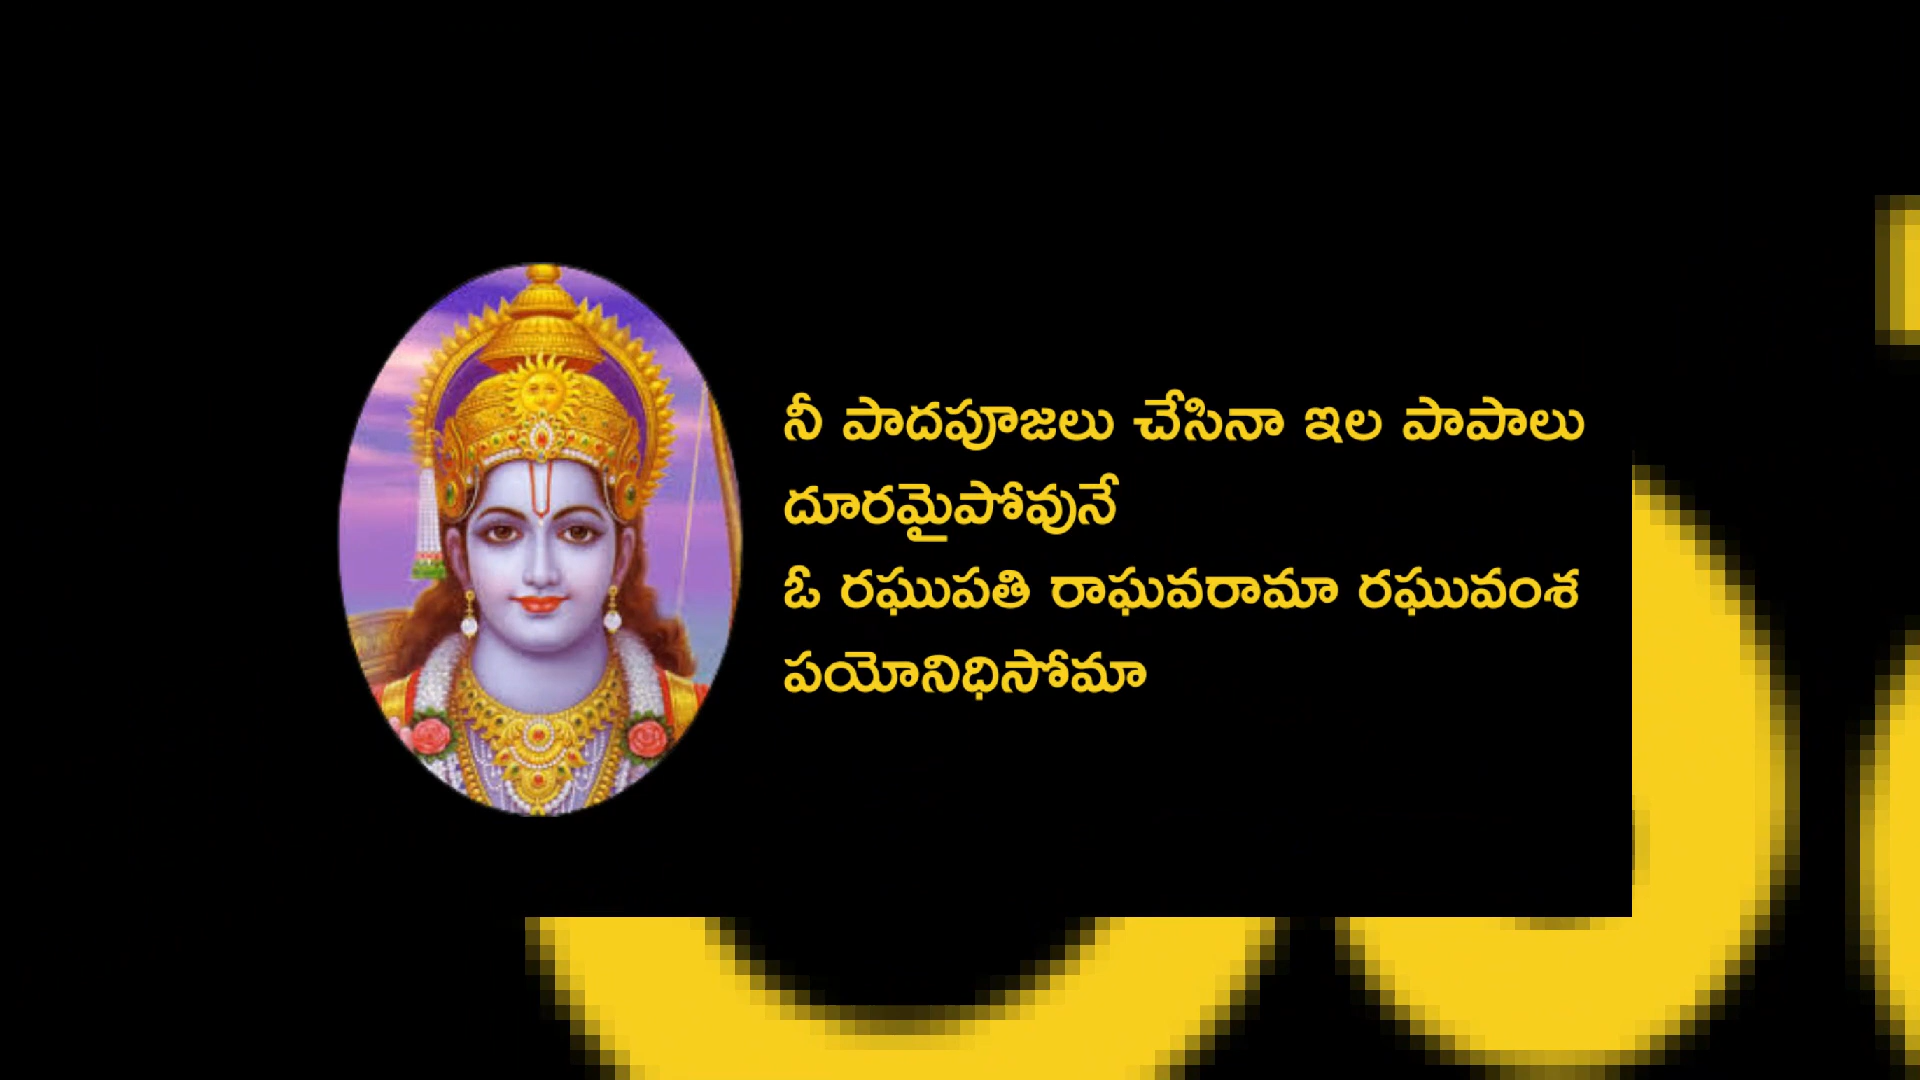 నీ పాదపూజలు చేసినా ఇల పాపాలు
దూరమైపోవునే
ఓ రఘుపతి రాఘవరామా రఘువంశ
పయోనిధిసోమా